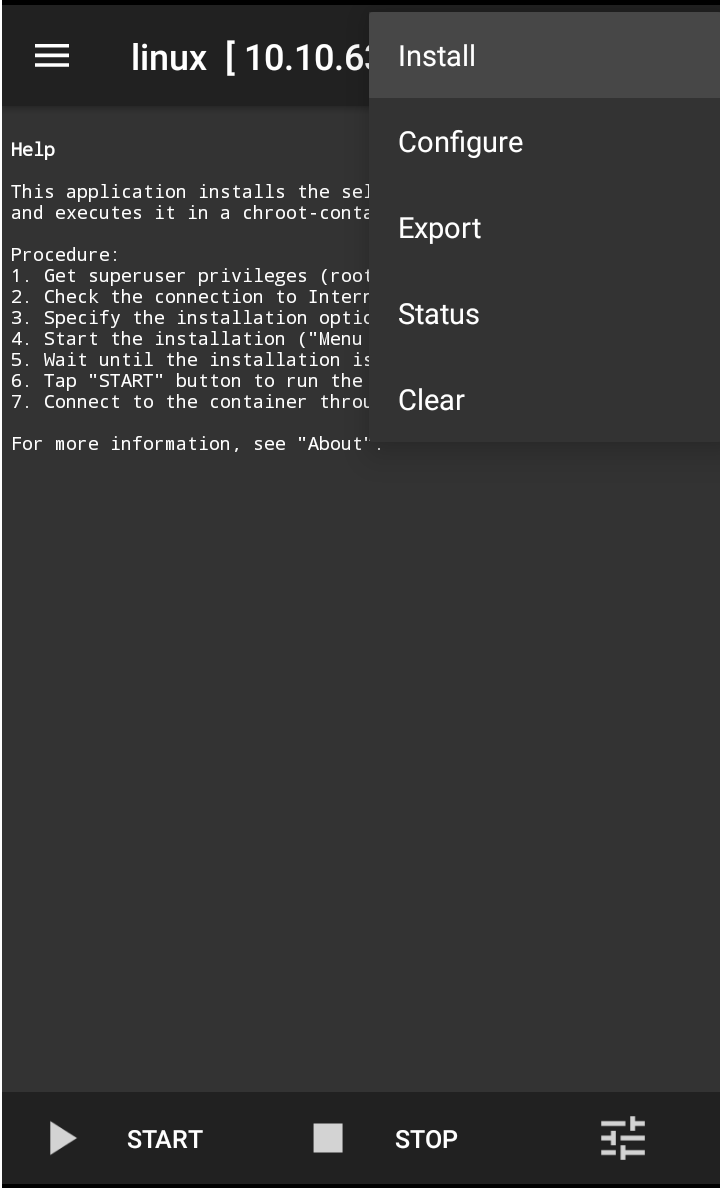 linux [ 10.10.63
Install
Configure
Export
Status
Clear
Help
This application installs the sel
and executes it in a chroot-conta
Procedure:
1. Get superuser privileges (root
2. Check the connection to Intern
3. Specify the installation optio
4. Start the installation ("Menu
5. Wait until the installation is
6. Tap "START" button to run the
7. Connect to the container throu
For more information, see "About".
START
STOP